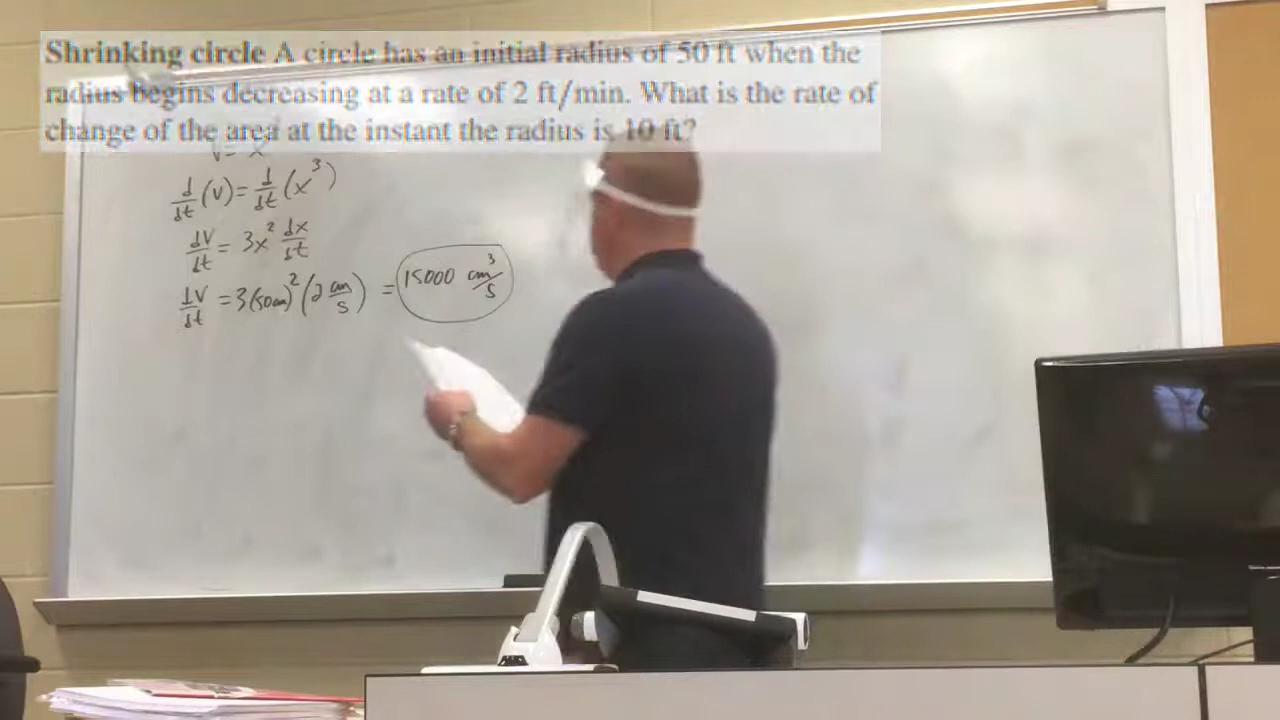 Shrinking circle A circle has an initial radius of 50 ft when the
radius begins decreasing at a rate of 2 ft/min. What is the rate of
change of the area at the instant the radius is 10 ft?
V = x
d/dt (V) = d/dt (x³)
dV/dt = 3x² dx/dt
dV/dt = 3(50cm)² (2 cm/s) = 15000 cm³/s